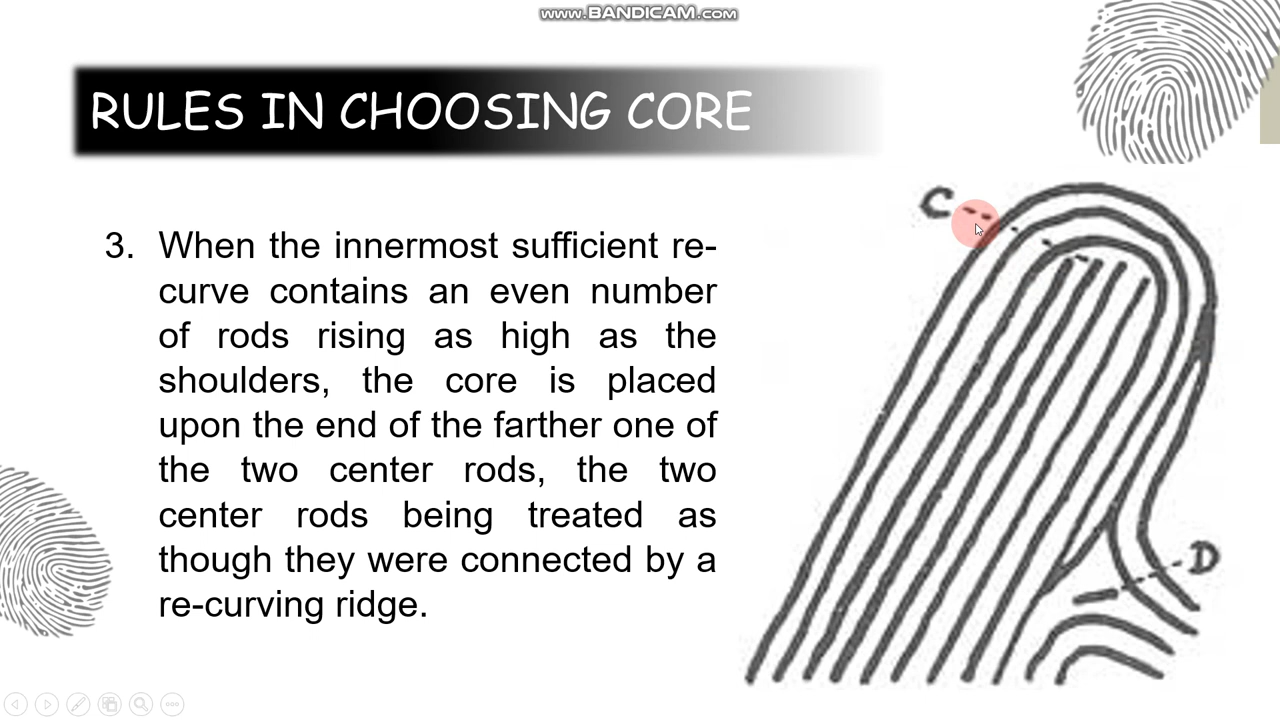 www.BANDICAM.com
RULES IN CHOOSING CORE
C
3. When the innermost sufficient re-
curve contains an even number
of rods rising as high as the
shoulders, the core is placed
upon the end of the farther one of
the two center rods, the two
center rods being treated as
though they were connected by a
re-curving ridge.
D